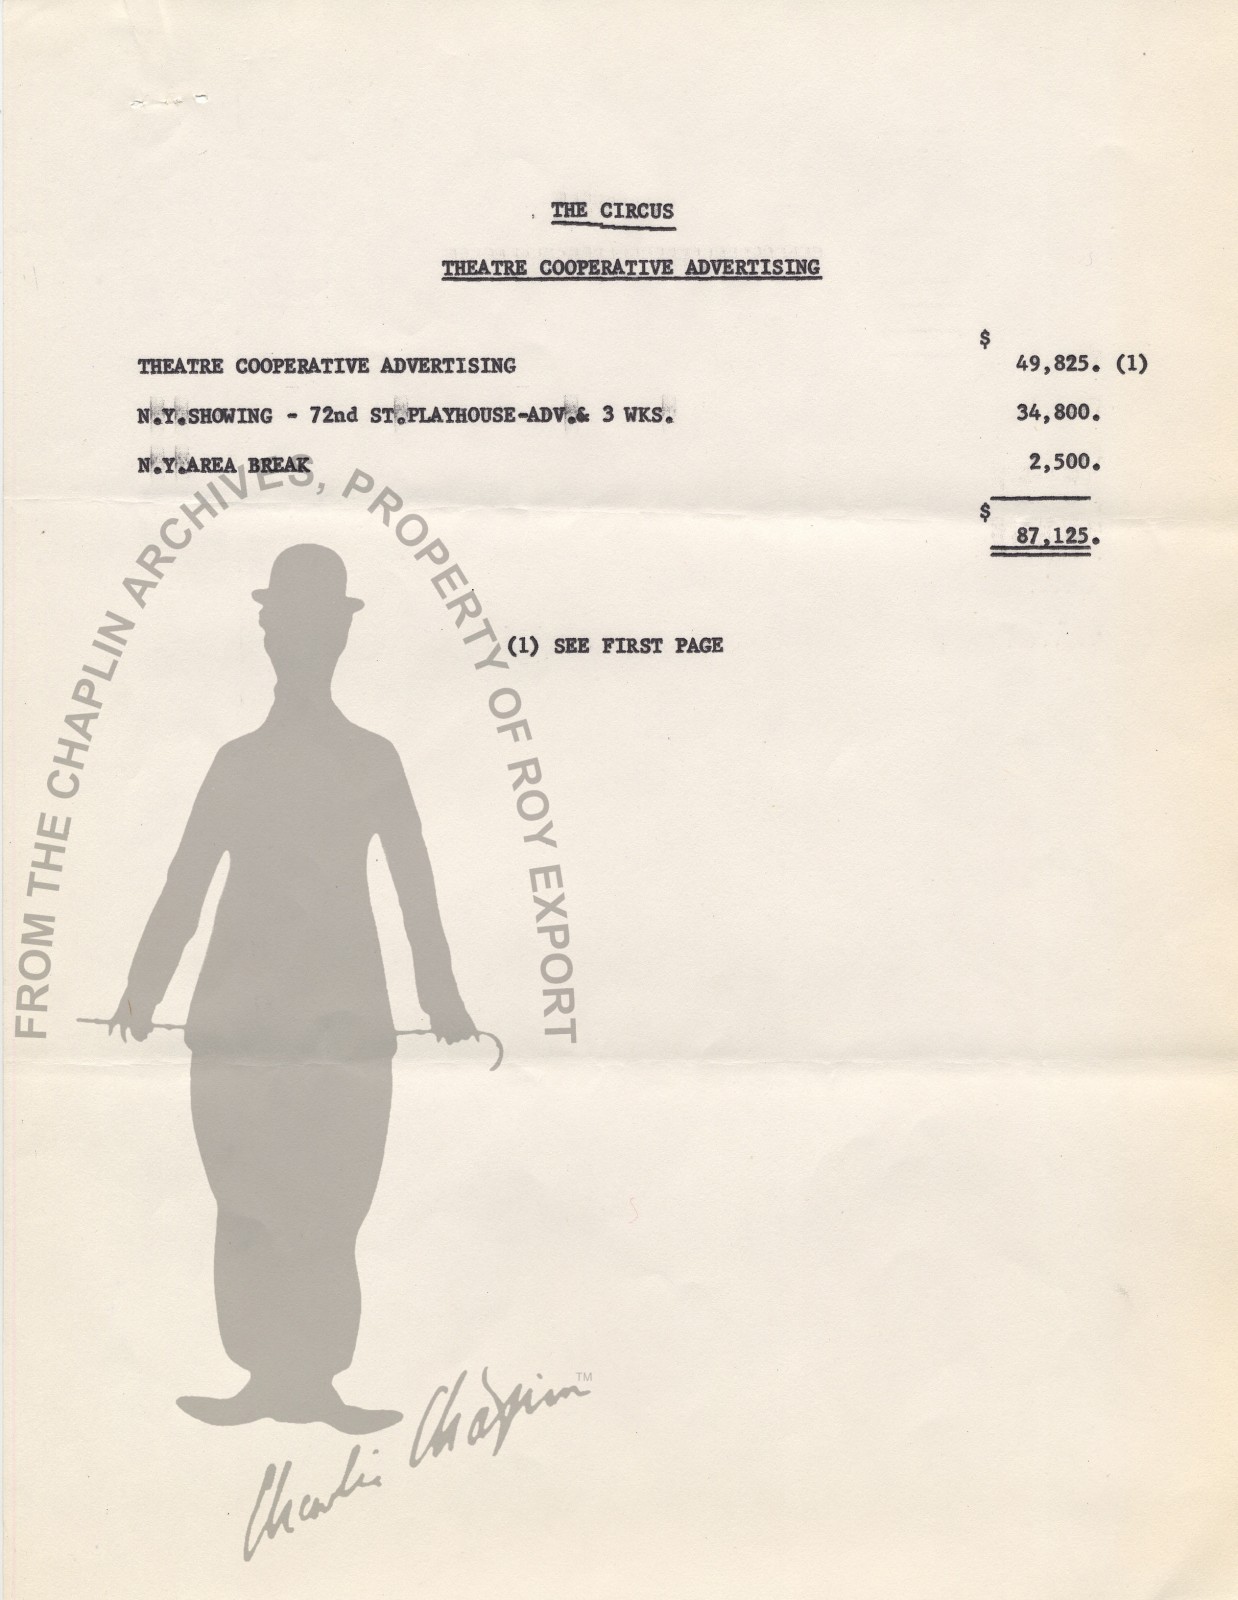 THE CIRCUS
THEATRE COOPERATIVE ADVERTISING
$
THEATRE COOPERATIVE ADVERTISING 49,825. (1)
N.Y.SHOWING - 72nd ST.PLAYHOUSE-ADV.& 3 WKS. 34,800.
N.Y.AREA BREAK 2,500.
$
87,125.
(1) SEE FIRST PAGE
FROM THE CHAPLIN ARCHIVES, PROPERTY OF ROY EXPORT
Charlie Chaplin TM